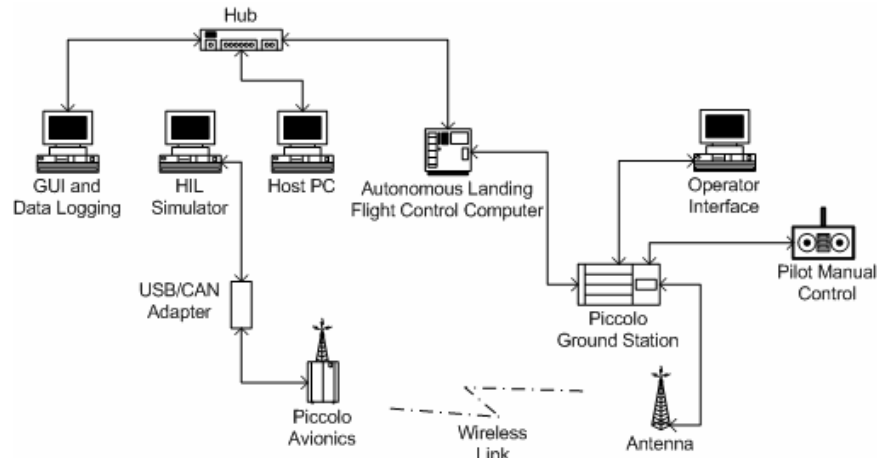 Hub
GUI and
Data Logging
HIL
Simulator
Host PC
Autonomous Landing
Flight Control Computer
Operator
Interface
Pilot Manual
Control
USB/CAN
Adapter
Piccolo
Ground Station
Piccolo
Avionics
Wireless
Link
Antenna